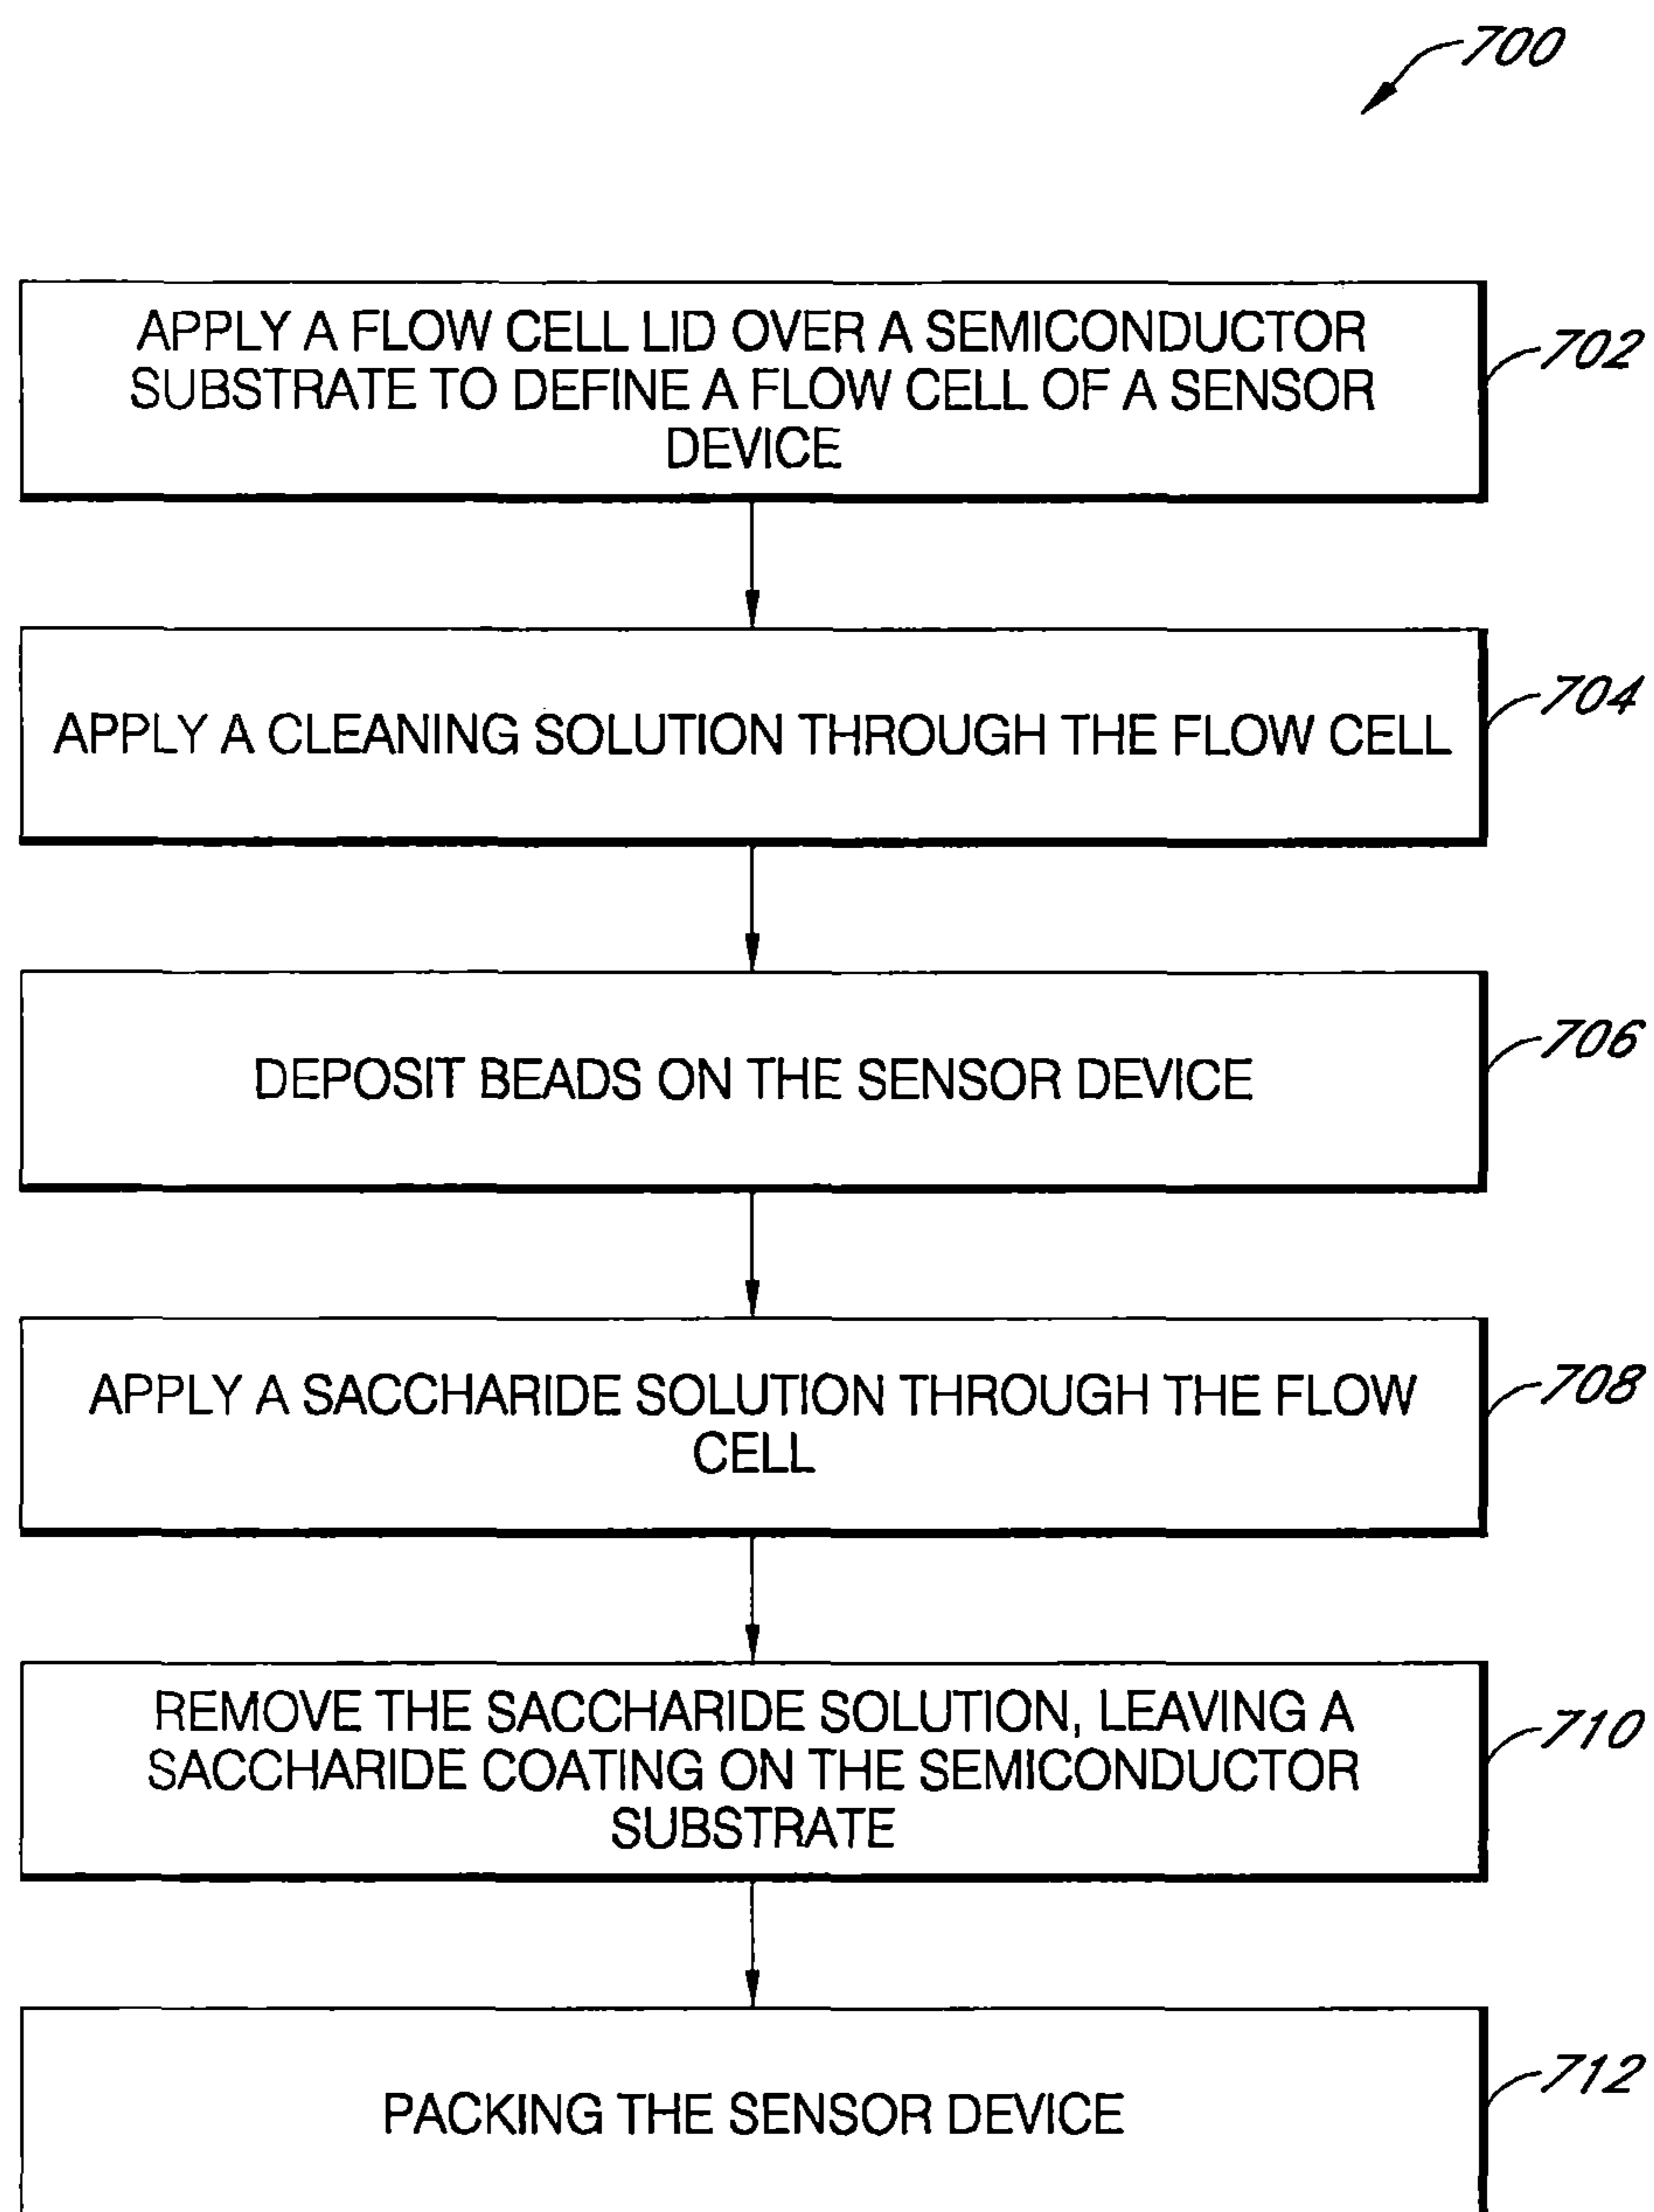 700
APPLY A FLOW CELL LID OVER A SEMICONDUCTOR
SUBSTRATE TO DEFINE A FLOW CELL OF A SENSOR
DEVICE
702
APPLY A CLEANING SOLUTION THROUGH THE FLOW CELL
704
DEPOSIT BEADS ON THE SENSOR DEVICE
706
APPLY A SACCHARIDE SOLUTION THROUGH THE FLOW
CELL
708
REMOVE THE SACCHARIDE SOLUTION, LEAVING A
SACCHARIDE COATING ON THE SEMICONDUCTOR
SUBSTRATE
710
PACKING THE SENSOR DEVICE
712